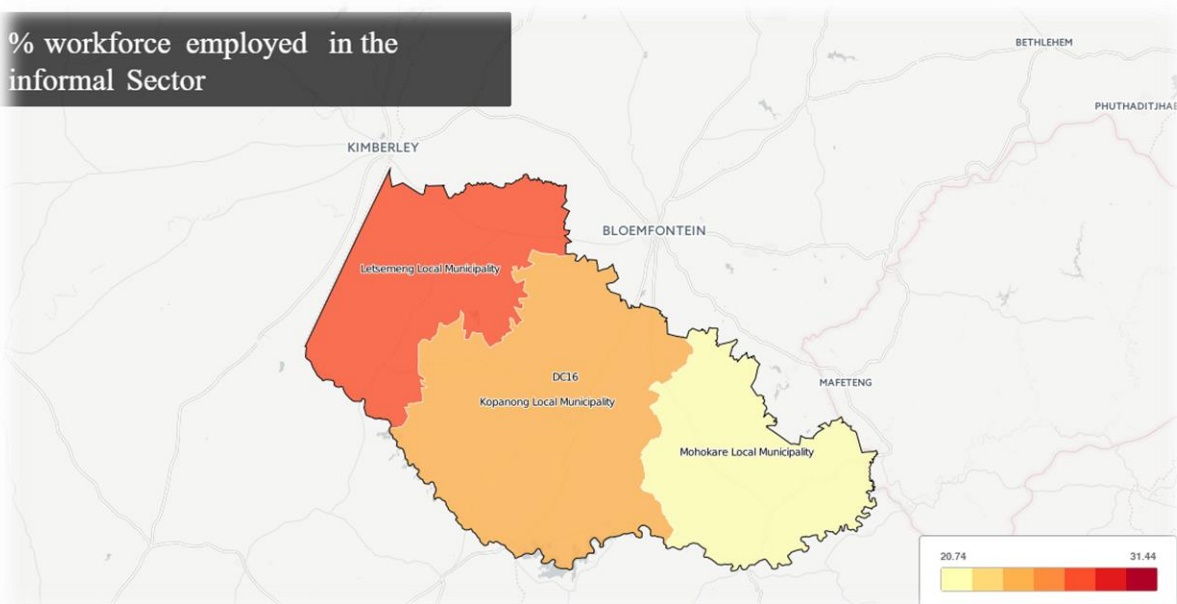 % workforce employed in the
informal Sector
BETHLEHEM
PHUTHADITJHAB
KIMBERLEY
BLOEMFONTEIN
Letsemeng Local Municipality
DC16
Kopanong Local Municipality
MAFETENG
Mohokare Local Municipality
20.74 31.44